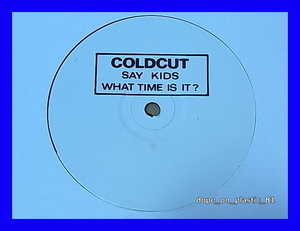 COLDCUT
SAY KIDS
WHAT TIME IS IT?
dope_on_plastic_81